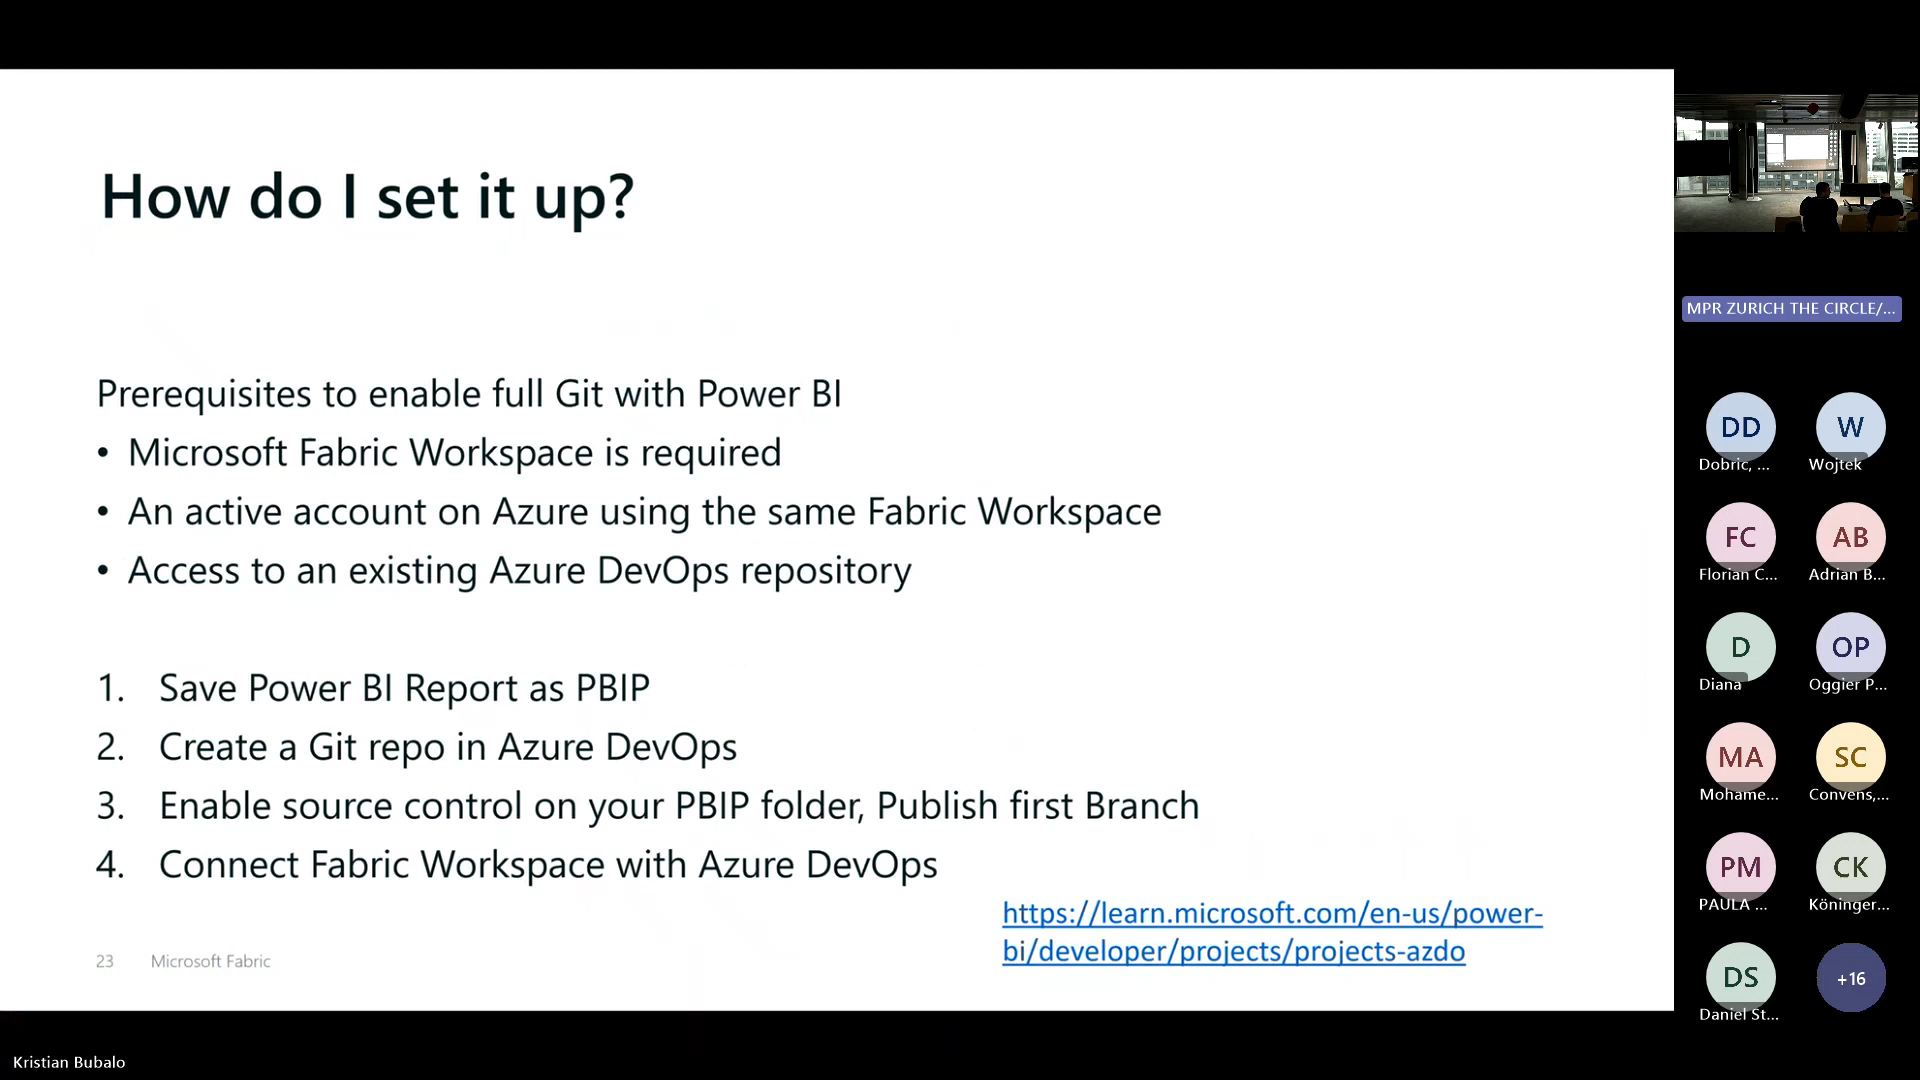 How do I set it up?
Prerequisites to enable full Git with Power BI
• Microsoft Fabric Workspace is required
• An active account on Azure using the same Fabric Workspace
• Access to an existing Azure DevOps repository
1. Save Power BI Report as PBIP
2. Create a Git repo in Azure DevOps
3. Enable source control on your PBIP folder, Publish first Branch
4. Connect Fabric Workspace with Azure DevOps
https://learn.microsoft.com/en-us/power-
bi/developer/projects/projects-azdo
23 Microsoft Fabric
MPR ZURICH THE CIRCLE/...
DD W
Dobric, ... Wojtek
FC AB
Florian C... Adrian B...
D OP
Diana Oggier P...
MA SC
Mohame... Convens,...
PM CK
PAULA ... Köninger...
DS +16
Daniel St...
Kristian Bubalo